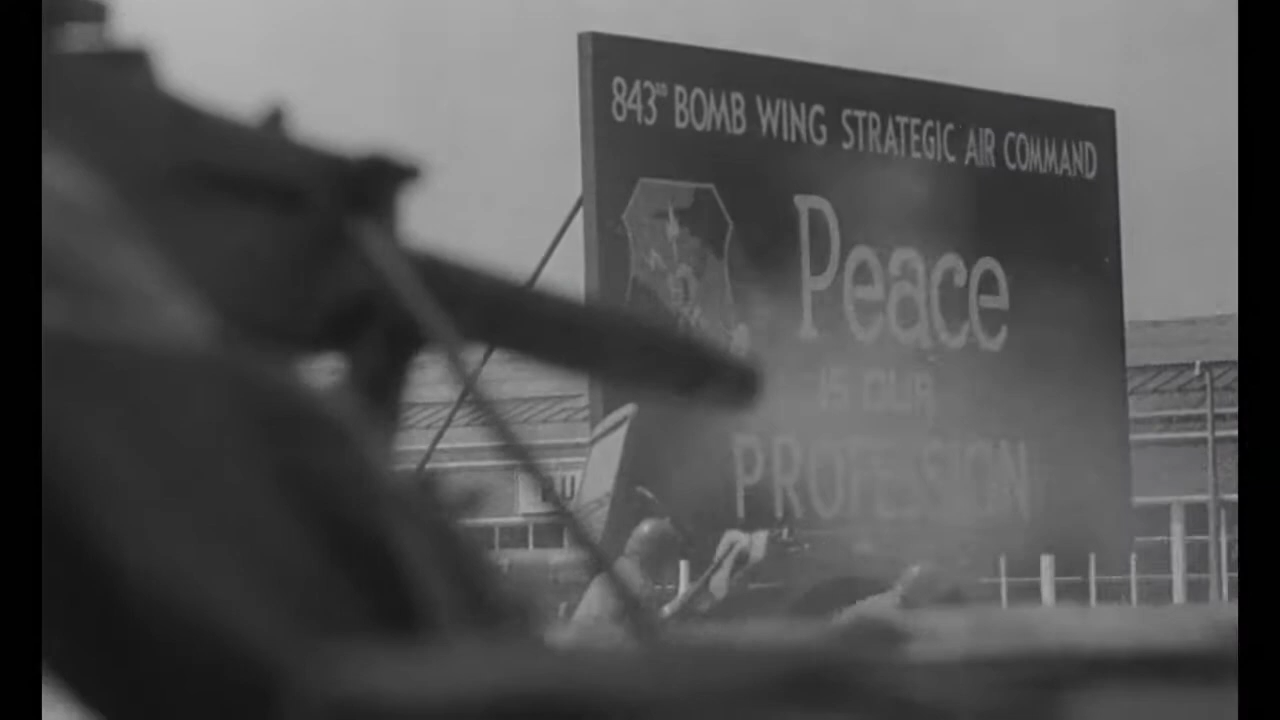 843ᴿᴰ BOMB WING STRATEGIC AIR COMMAND
Peace
IS OUR
PROFESSION